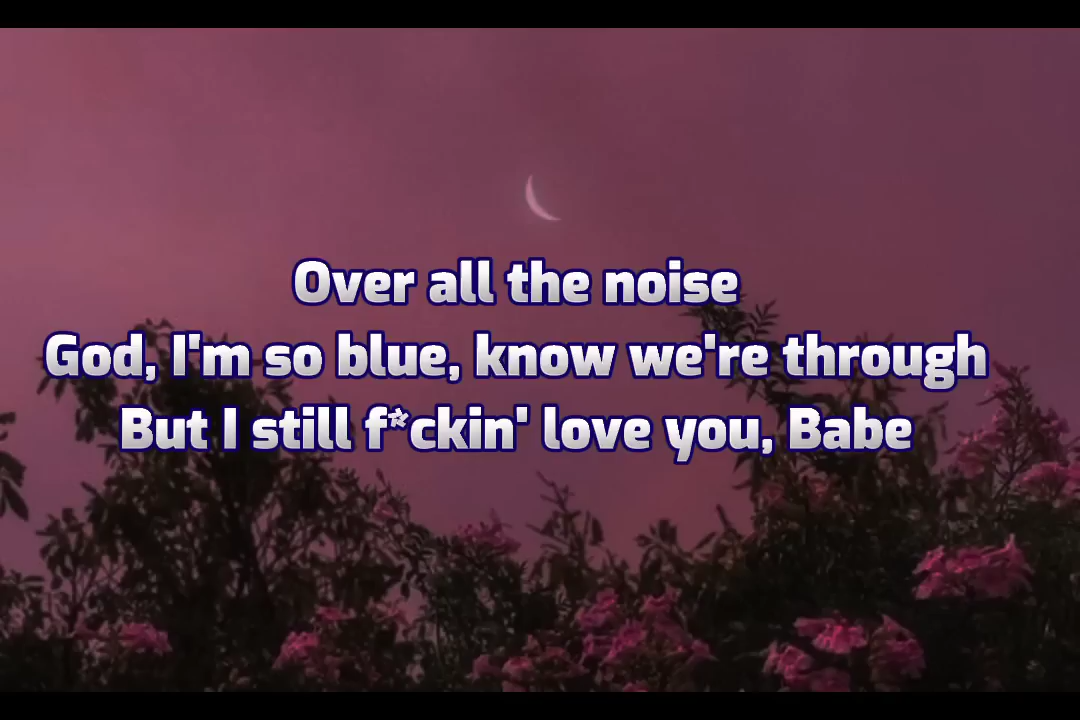 Over all the noise
God, I'm so blue, know we're through
But I still f*ckin' love you, Babe